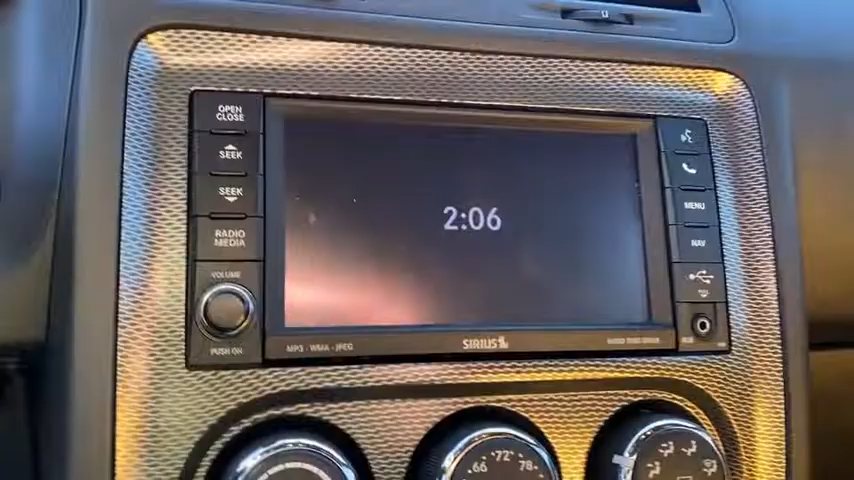 OPEN
CLOSE
SEEK
SEEK
RADIO
MEDIA
VOLUME
PUSH ON
2:06
MENU
NAV
MP3 · WMA · JPEG
SIRIUS
66 ·72° 78